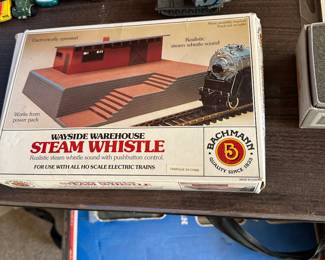 Electronically operated
Realistic
steam whistle sound
Works from
power pack
WAYSIDE WAREHOUSE
STEAM WHISTLE
Realistic steam whistle sound with pushbutton control.
FOR USE WITH ALL HO SCALE ELECTRIC TRAINS
BACHMANN
QUALITY SINCE 1833